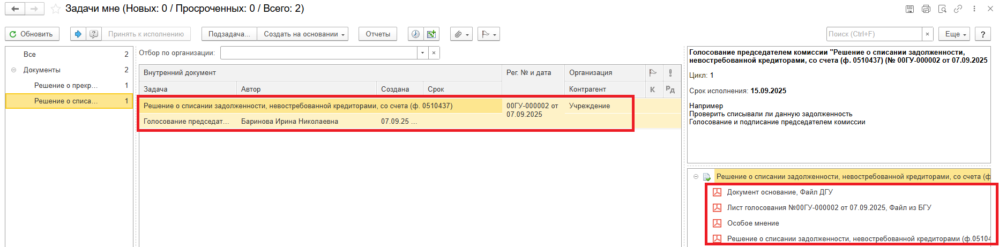 Задачи мне (Новых: 0 / Просроченных: 0 / Всего: 2)
Обновить
Принять к исполнению
Подзадача...
Создать на основании
Отчеты
Поиск (Ctrl+F)
×
Еще
?
Все 2
Документы 2
Решение о прекр... 1
Решение о списа... 1
Отбор по организации:
Внутренний документ Рег. № и дата Организация
Задача Автор Создана Срок Контрагент К Рд
Решение о списании задолженности, невостребованной кредиторами, со счета (ф. 0510437) 00ГУ-000002 от Учреждение
07.09.2025
Голосование председат... Баринова Ирина Николаевна 07.09.25 ...
Голосование председателем комиссии "Решение о списании задолженности,
невостребованной кредиторами, со счета (ф. 0510437) (№ 00ГУ-000002 от 07.09.2025
Цикл: 1
Срок исполнения: 15.09.2025
Например
Проверить списывали ли данную задолженность
Голосование и подписание председателем комиссии
Решение о списании задолженности, невостребованной кредиторами, со счета (ф
Документ основание, Файл ДГУ
Лист голосования №00ГУ-000002 от 07.09.2025, Файл из БГУ
Особое мнение
Решение о списании задолженности, невостребованной кредиторами (ф.05104